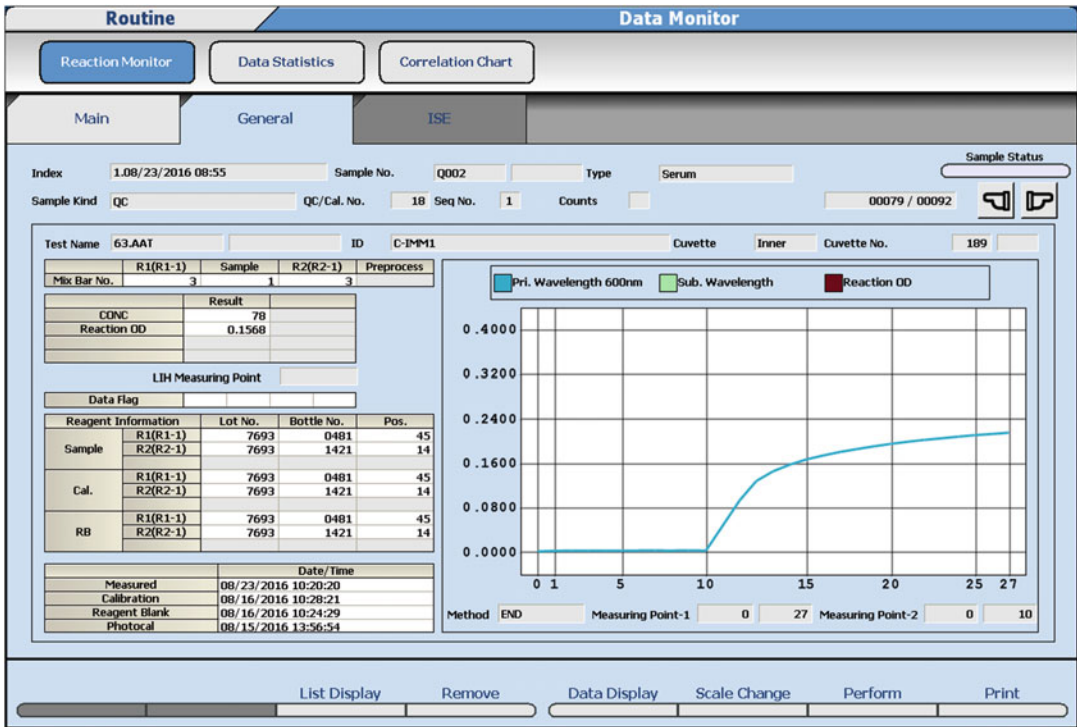 Routine Data Monitor
Reaction Monitor Data Statistics Correlation Chart
Main General ISE
Sample Status
Index 1.08/23/2016 08:55 Sample No. Q002 Type Serum
Sample Kind QC QC/Cal. No. 18 Seq No. 1 Counts 00079 / 00092
Test Name 63.AAT ID C-IMM1 Cuvette Inner Cuvette No. 189
R1(R1-1) Sample R2(R2-1) Preprocess
Mix Bar No. 3 1 3
Result
CONC 78
Reaction OD 0.1568
LIH Measuring Point
Data Flag
Reagent Information Lot No. Bottle No. Pos.
Sample R1(R1-1) 7693 0481 45
R2(R2-1) 7693 1421 14
Cal. R1(R1-1) 7693 0481 45
R2(R2-1) 7693 1421 14
RB R1(R1-1) 7693 0481 45
R2(R2-1) 7693 1421 14
Date/Time
Measured 08/23/2016 10:20:20
Calibration 08/16/2016 10:28:21
Reagent Blank 08/16/2016 10:24:29
Photocal 08/15/2016 13:56:54
Pri. Wavelength 600nm Sub. Wavelength Reaction OD
0.4000
0.3200
0.2400
0.1600
0.0800
0.0000
0 1 5 10 15 20 25 27
Method END Measuring Point-1 0 27 Measuring Point-2 0 10
List Display Remove Data Display Scale Change Perform Print